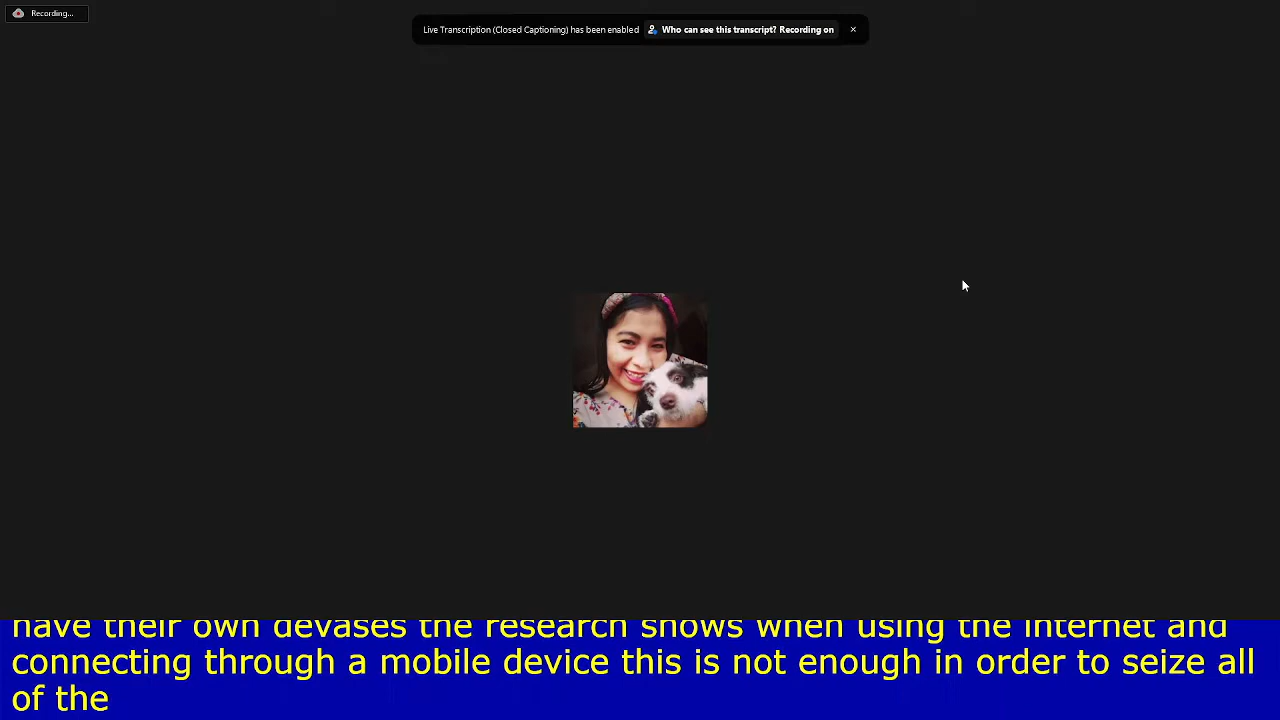 Recording...
Live Transcription (Closed Captioning) has been enabled Who can see this transcript? Recording on
have their own devases the research shows when using the internet and
connecting through a mobile device this is not enough in order to seize all
of the